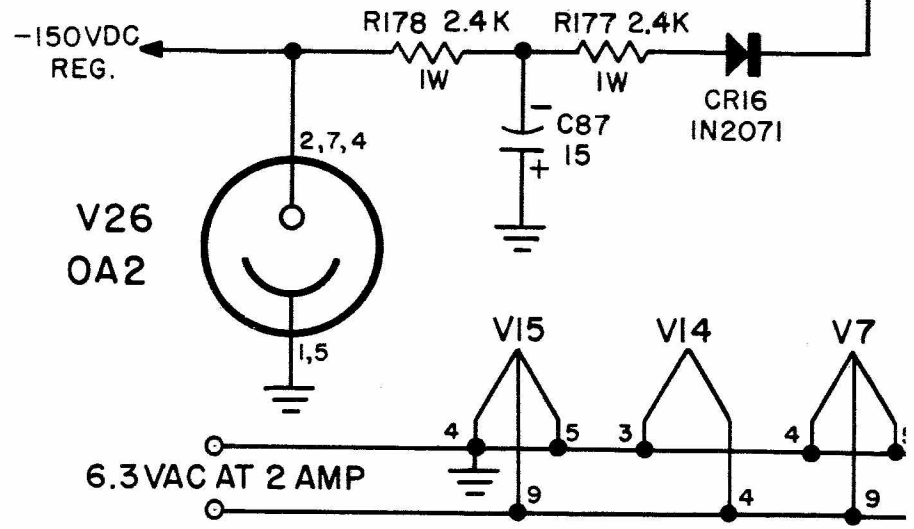 -150VDC
REG.
R178 2.4K
1W
R177 2.4K
1W
CR16
1N2071
-
C87
15
+
2,7,4
V26
OA2
1,5
V15
V14
V7
4
5
3
4
6.3VAC AT 2 AMP
9
4
9